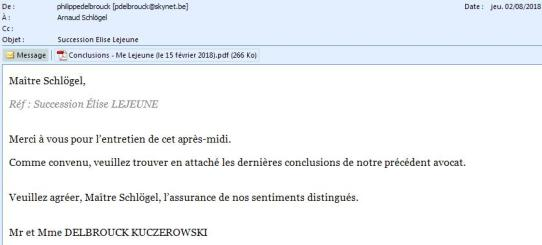 De : philippedelbrouck [pdelbrouck@skynet.be] Date : jeu. 02/08/2018
À : Arnaud Schlögel
Cc :
Objet : Succession Elise Lejeune
Message Conclusions - Me Lejeune (le 15 février 2018).pdf (266 Ko)
Maître Schlögel,
Réf : Succession Élise LEJEUNE
Merci à vous pour l'entretien de cet après-midi.
Comme convenu, veuillez trouver en attaché les dernières conclusions de notre précédent avocat.
Veuillez agréer, Maître Schlögel, l'assurance de nos sentiments distingués.
Mr et Mme DELBROUCK KUCZEROWSKI